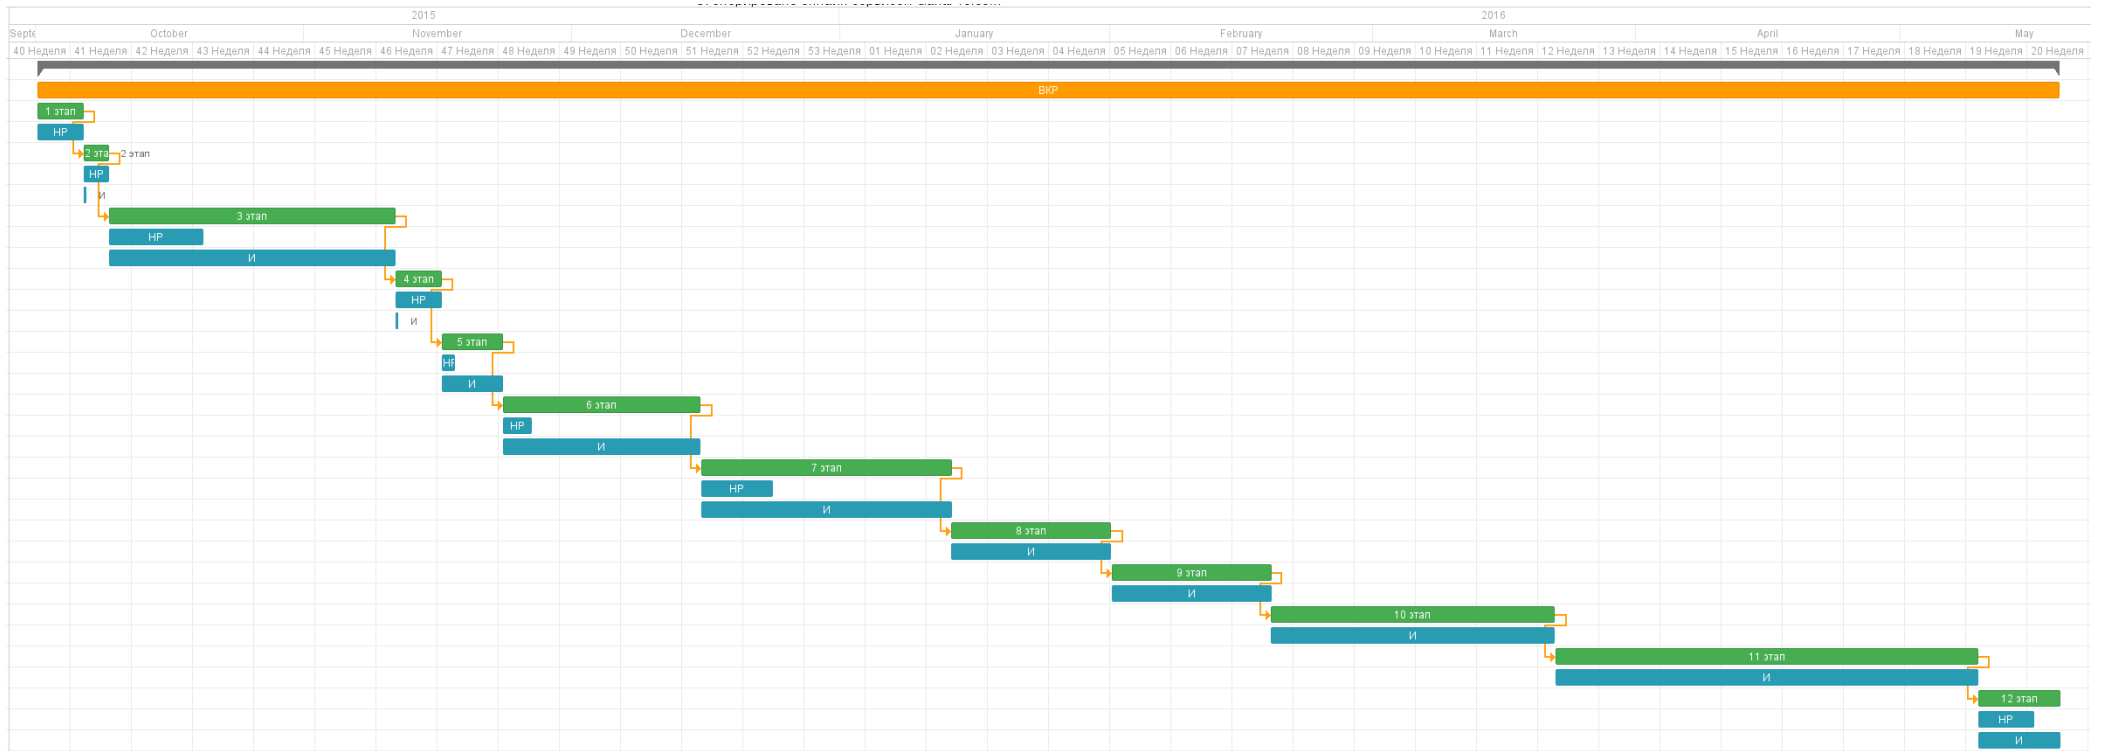 2015 2016
October November December January February March April May
40 Неделя 41 Неделя 42 Неделя 43 Неделя 44 Неделя 45 Неделя 46 Неделя 47 Неделя 48 Неделя 49 Неделя 50 Неделя 51 Неделя 52 Неделя 53 Неделя 01 Неделя 02 Неделя 03 Неделя 04 Неделя 05 Неделя 06 Неделя 07 Неделя 08 Неделя 09 Неделя 10 Неделя 11 Неделя 12 Неделя 13 Неделя 14 Неделя 15 Неделя 16 Неделя 17 Неделя 18 Неделя 19 Неделя 20 Неделя
ВКР
1 этап
НР
2 эта 2 этап
НР
И
3 этап
НР
И
4 этап
НР
И
5 этап
НР
И
6 этап
НР
И
7 этап
НР
И
8 этап
И
9 этап
И
10 этап
И
11 этап
И
12 этап
НР
И